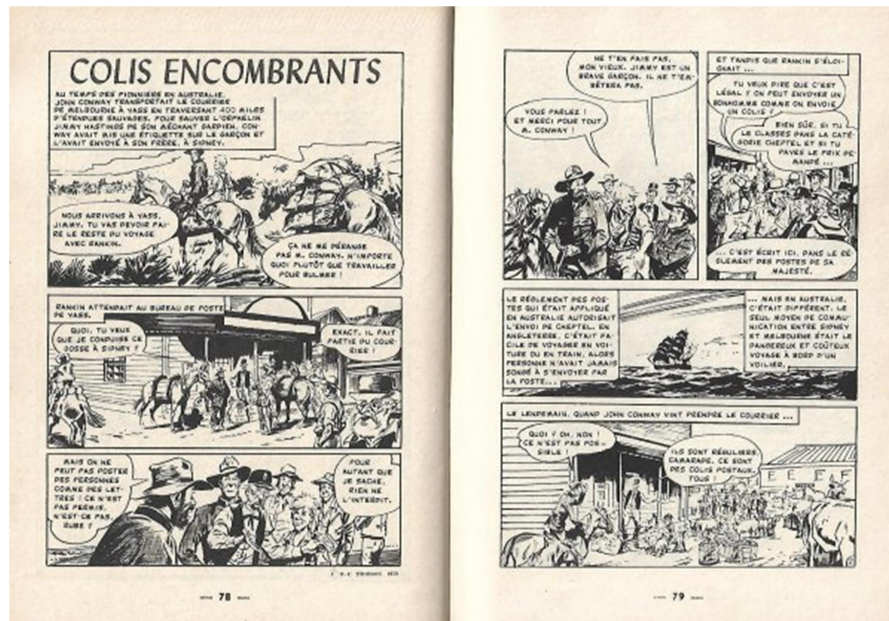 COLIS ENCOMBRANTS
AU TEMPS DES PIONNIERS EN AUSTRALIE,
JOHN CONWAY TRANSPORTAIT LE COURRIER
DE MELBOURNE À YASS EN TRAVERSANT 400 MILES
D'ÉTENDUES SAUVAGES. POUR SAUVER L'ORPHELIN
JIMMY HASTINGS DE SON MÉCHANT GARDIEN, CON-
WAY AVAIT MIS UNE ÉTIQUETTE SUR LE GARÇON ET
L'AVAIT ENVOYÉ À SON FRÈRE, À SIDNEY.
NOUS ARRIVONS À YASS,
JIMMY. TU VAS DEVOIR FAI-
RE LE RESTE DU VOYAGE
AVEC RANKIN.
ÇA NE ME DÉRANGE
PAS M. CONWAY. N'IMPORTE
QUOI PLUTÔT QUE TRAVAILLER
POUR BULMER !
RANKIN ATTENDAIT AU BUREAU DE POSTE
DE YASS.
QUOI, TU VEUX
QUE JE CONDUISE CE
GOSSE À SIDNEY ?
EXACT. IL FAIT
PARTIE DU COUR-
RIER !
MAIS ON NE
PEUT PAS POSTER
DES PERSONNES
COMME DES LET-
TRES ! CE N'EST
PAS PERMIS,
N'EST-CE PAS,
RUBE ?
POUR
AUTANT QUE
JE SACHE,
RIEN NE
L'INTERDIT.
78
NE T'EN FAIS PAS,
MON VIEUX. JIMMY EST UN
BRAVE GARÇON. IL NE T'EM-
BÊTERA PAS.
VOUS PARLEZ !
ET MERCI POUR TOUT
M. CONWAY !
ET TANDIS QUE RANKIN S'ÉLOI-
GNAIT ...
TU VEUX DIRE QUE C'EST
LÉGAL ? ON PEUT ENVOYER UN
BONHOMME COMME ON ENVOIE
UN COLIS ?
BIEN SÛR, SI TU
LE CLASSES DANS LA CATÉ-
GORIE CHEPTEL ET SI TU
PAYES LE PRIX DE-
MANDÉ ...
... C'EST ÉCRIT ICI, DANS LE RÈ-
GLEMENT DES POSTES DE SA
MAJESTÉ.
LE RÈGLEMENT DES POS-
TES QUI ÉTAIT APPLIQUÉ
EN AUSTRALIE AUTORISAIT
L'ENVOI DE CHEPTEL. EN
ANGLETERRE, C'ÉTAIT FA-
CILE DE VOYAGER EN VOI-
TURE OU EN TRAIN, ALORS
PERSONNE N'AVAIT JAMAIS
SONGÉ À S'ENVOYER PAR
LA POSTE...
... MAIS EN AUSTRALIE,
C'ÉTAIT DIFFÉRENT. LE
SEUL MOYEN DE COMMU-
NICATION ENTRE SIDNEY
ET MELBOURNE ÉTAIT LE
DANGEREUX ET COÛTEUX
VOYAGE À BORD D'UN
VOILIER.
LE LENDEMAIN, QUAND JOHN CONWAY VINT PRENDRE LE COURRIER ...
QUOI ? OH, NON !
CE N'EST PAS POS-
SIBLE !
ILS SONT RÉGULIERS,
CAMARADE. CE SONT
DES COLIS POSTAUX,
TOUS !
79